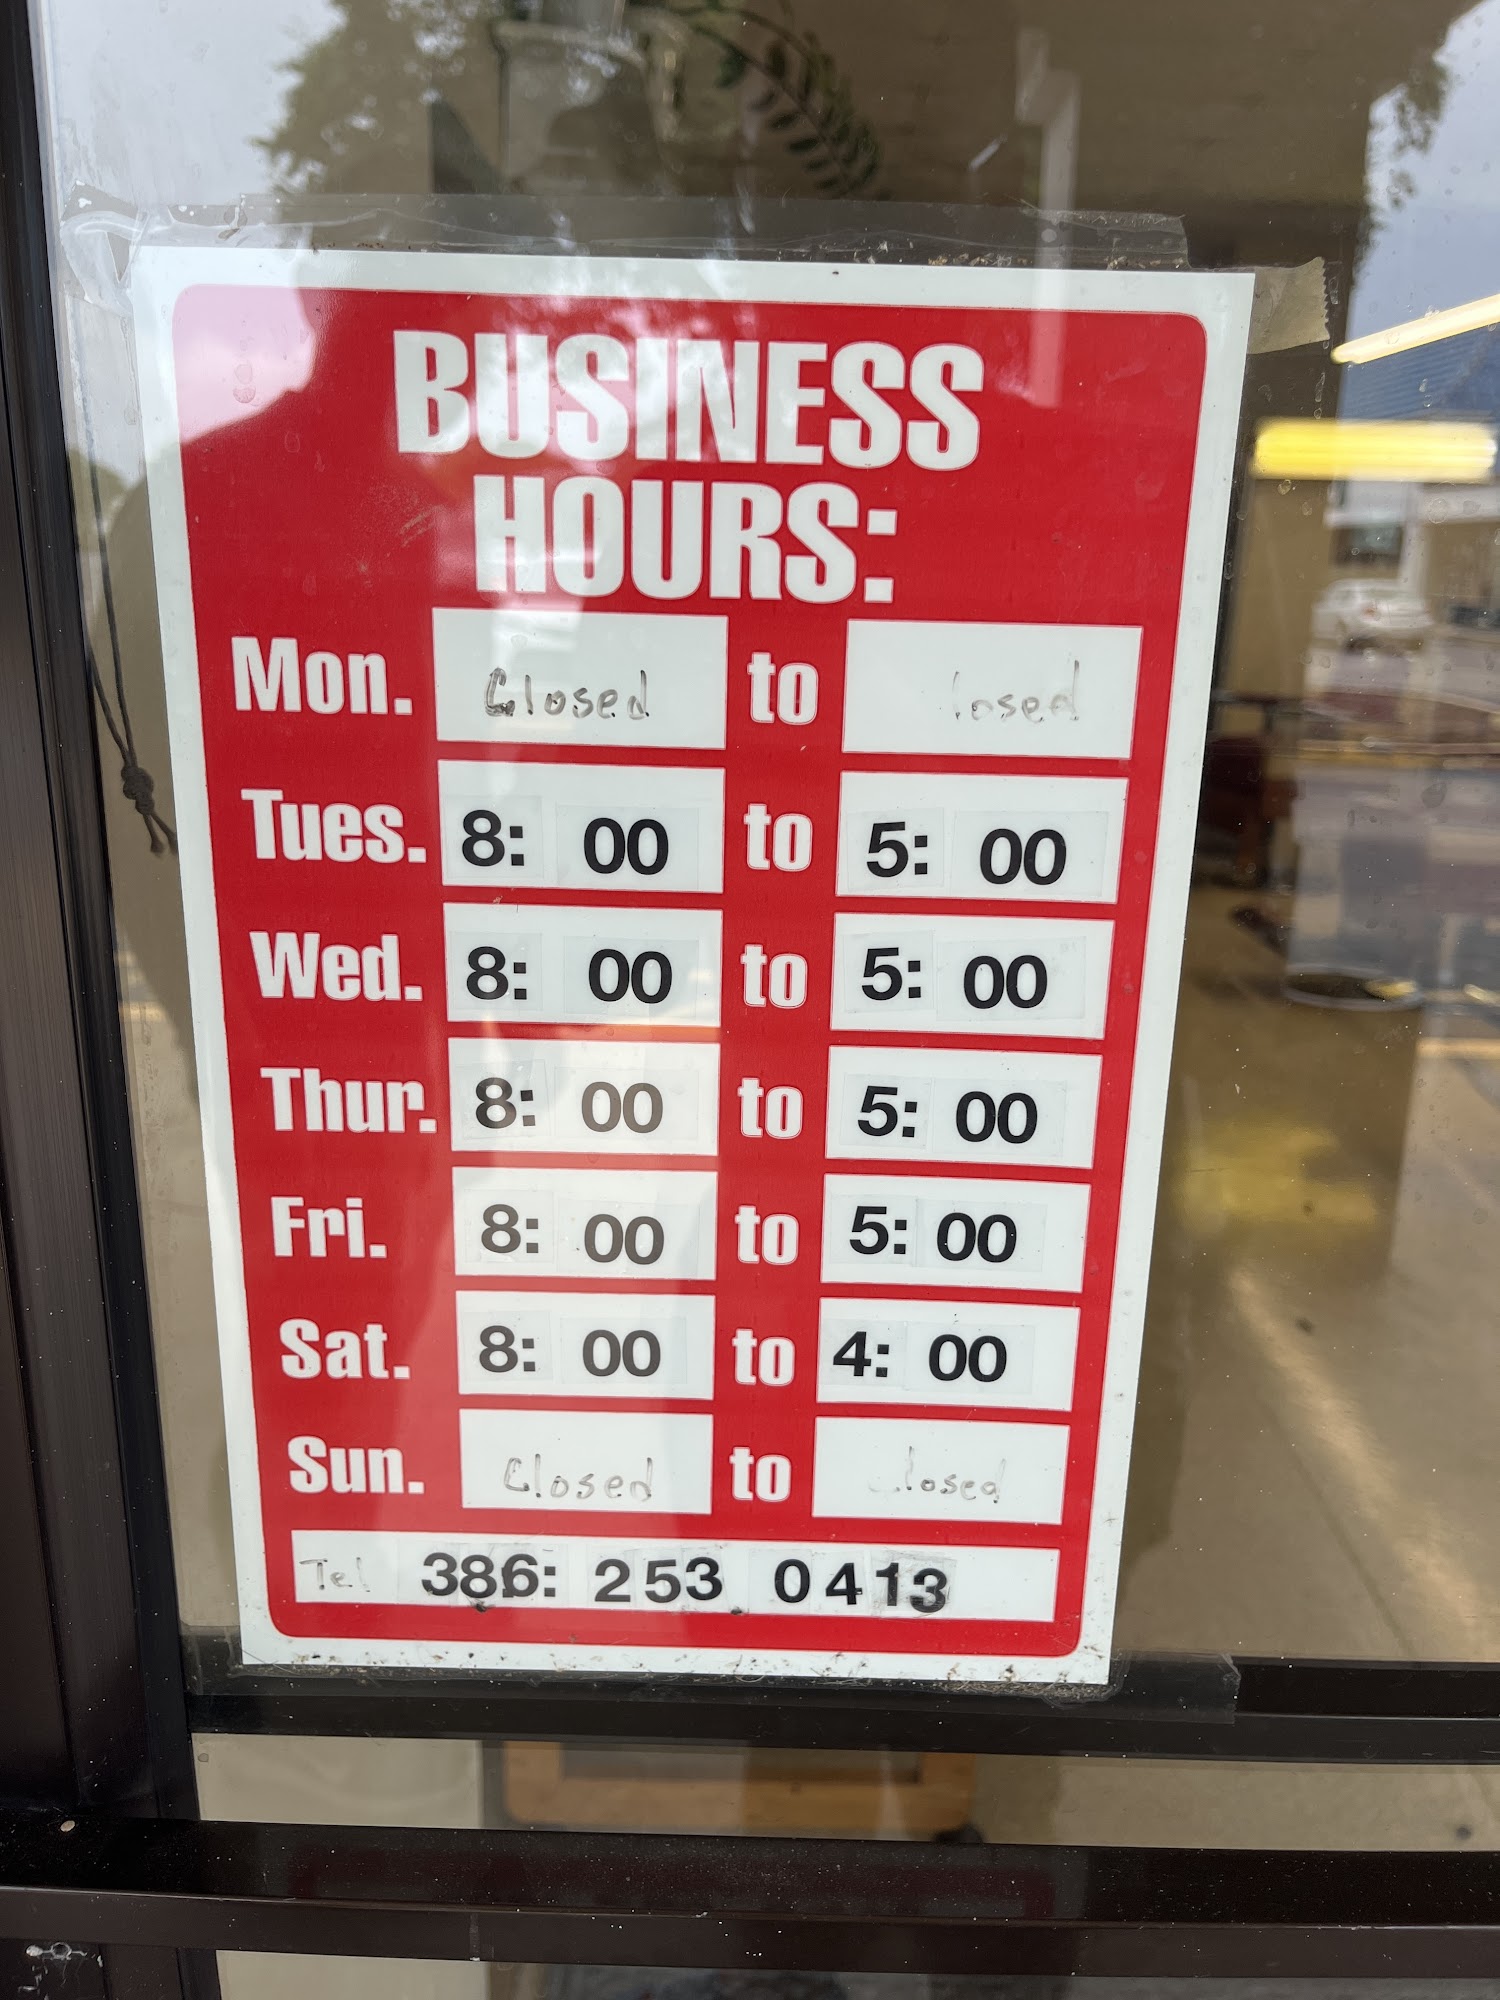 BUSINESS
HOURS:
Mon. Closed to losed
Tues. 8: 00 to 5: 00
Wed. 8: 00 to 5: 00
Thur. 8: 00 to 5: 00
Fri. 8: 00 to 5: 00
Sat. 8: 00 to 4: 00
Sun. Closed to losed
Tel 386: 253 0413